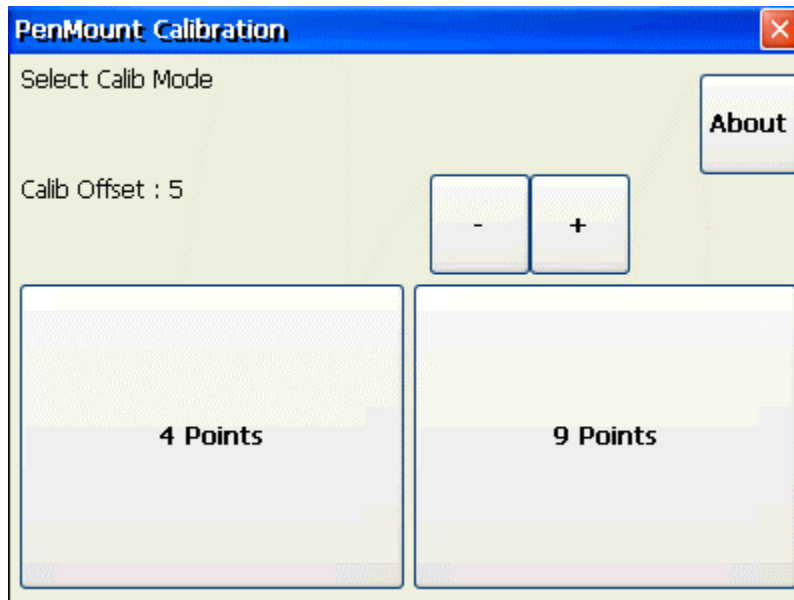 PenMount Calibration
Select Calib Mode
About
Calib Offset : 5
- +
4 Points 9 Points